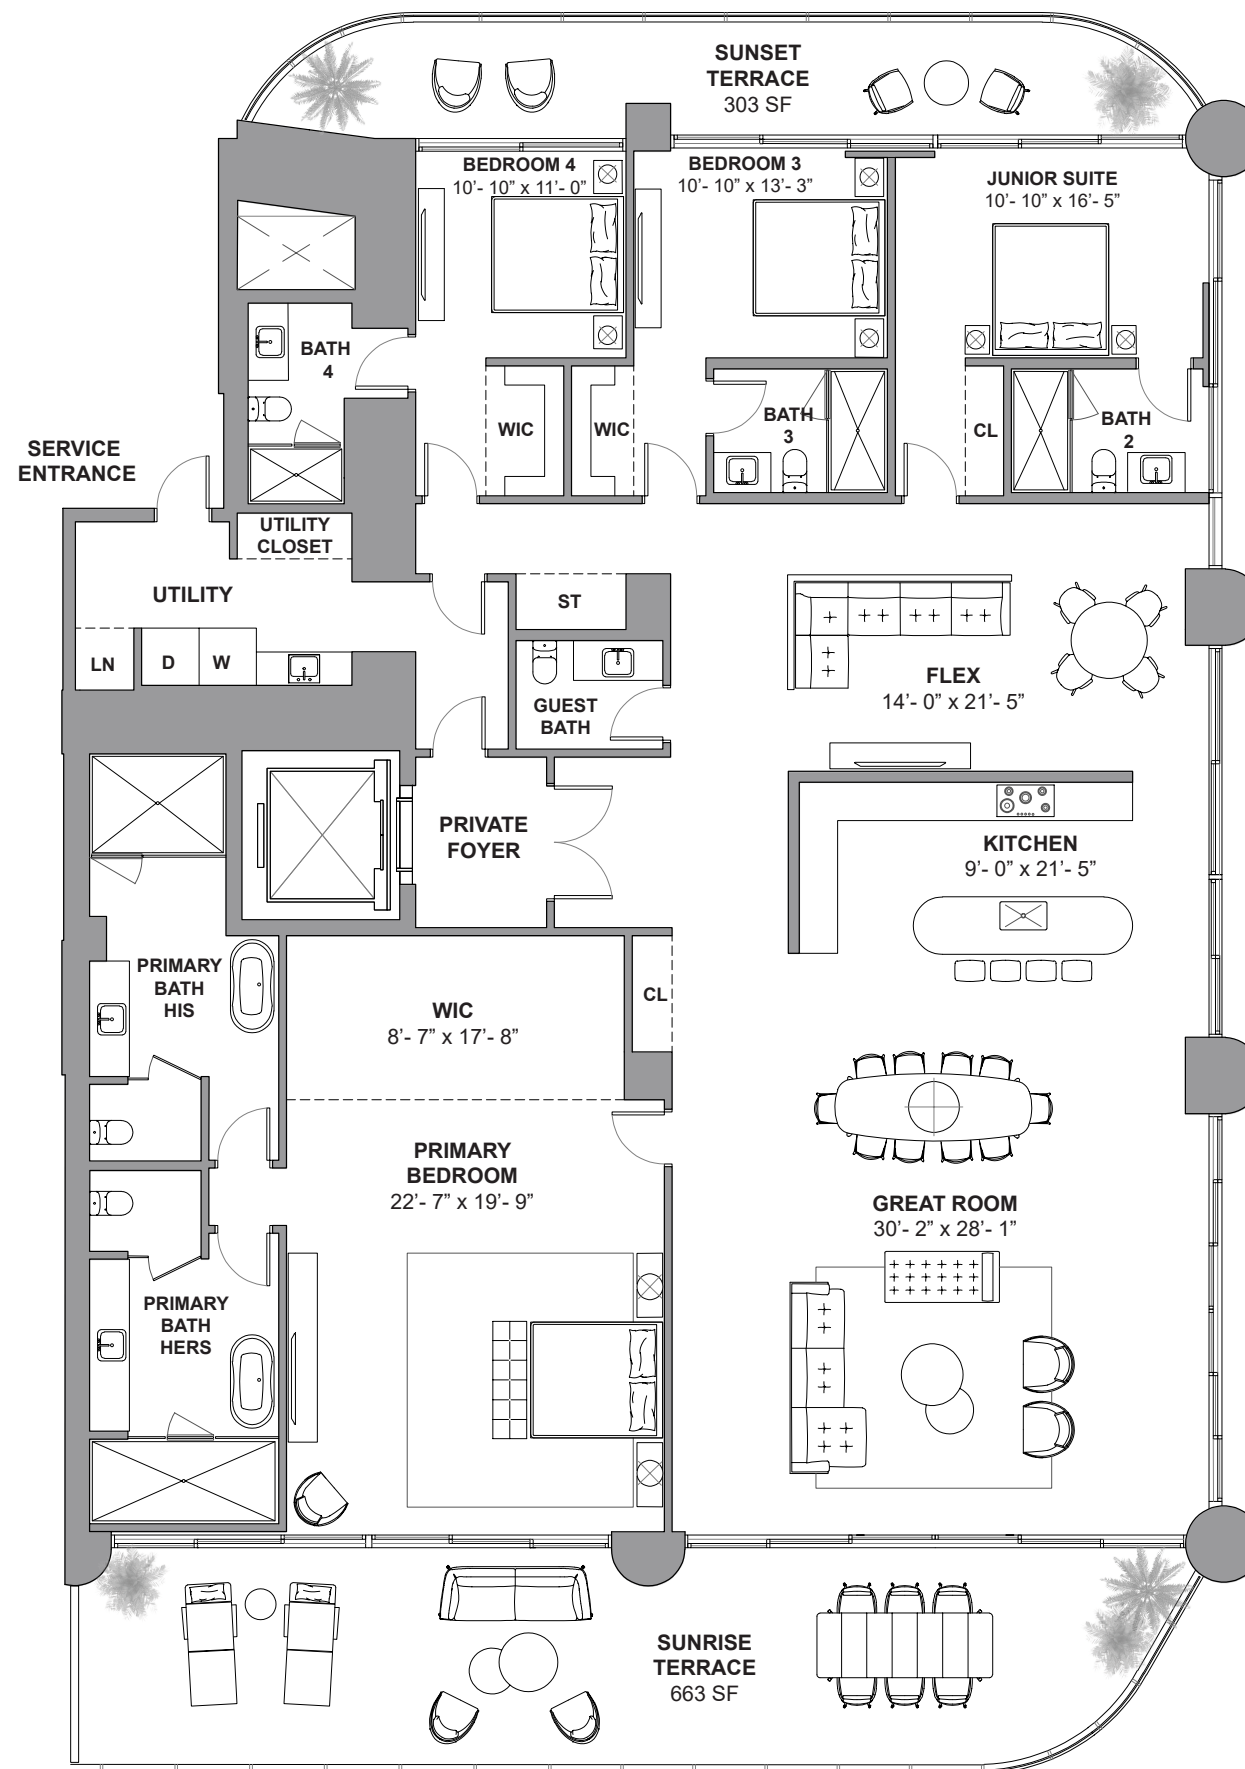 SUNSET
TERRACE
303 SF
BEDROOM 4
10’- 10” x 11’- 0”
BEDROOM 3
10’- 10” x 13’- 3”
JUNIOR SUITE
10’- 10” x 16’- 5”
BATH
4
WIC
WIC
BATH
3
CL
BATH
2
SERVICE
ENTRANCE
UTILITY
CLOSET
UTILITY
ST
LN
D
W
GUEST
BATH
FLEX
14’- 0” x 21’- 5”
PRIVATE
FOYER
KITCHEN
9’- 0” x 21’- 5”
PRIMARY
BATH
HIS
WIC
8’- 7” x 17’- 8”
CL
PRIMARY
BEDROOM
22’- 7” x 19’- 9”
GREAT ROOM
30’- 2” x 28’- 1”
PRIMARY
BATH
HERS
SUNRISE
TERRACE
663 SF